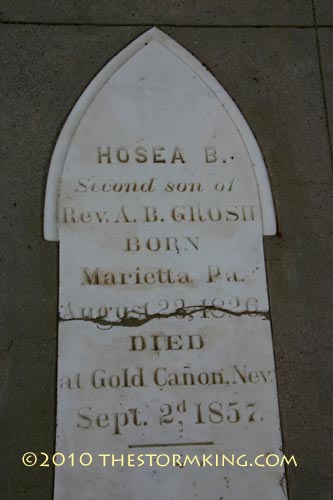 HOSEA B.
Second son of
Rev. A. B. GROSH
BORN
Marietta Pa.
August 23, 1826,
DIED
at Gold Cañon, Nev.
Sept. 2d, 1857.
©2010 THESTORMKING.COM